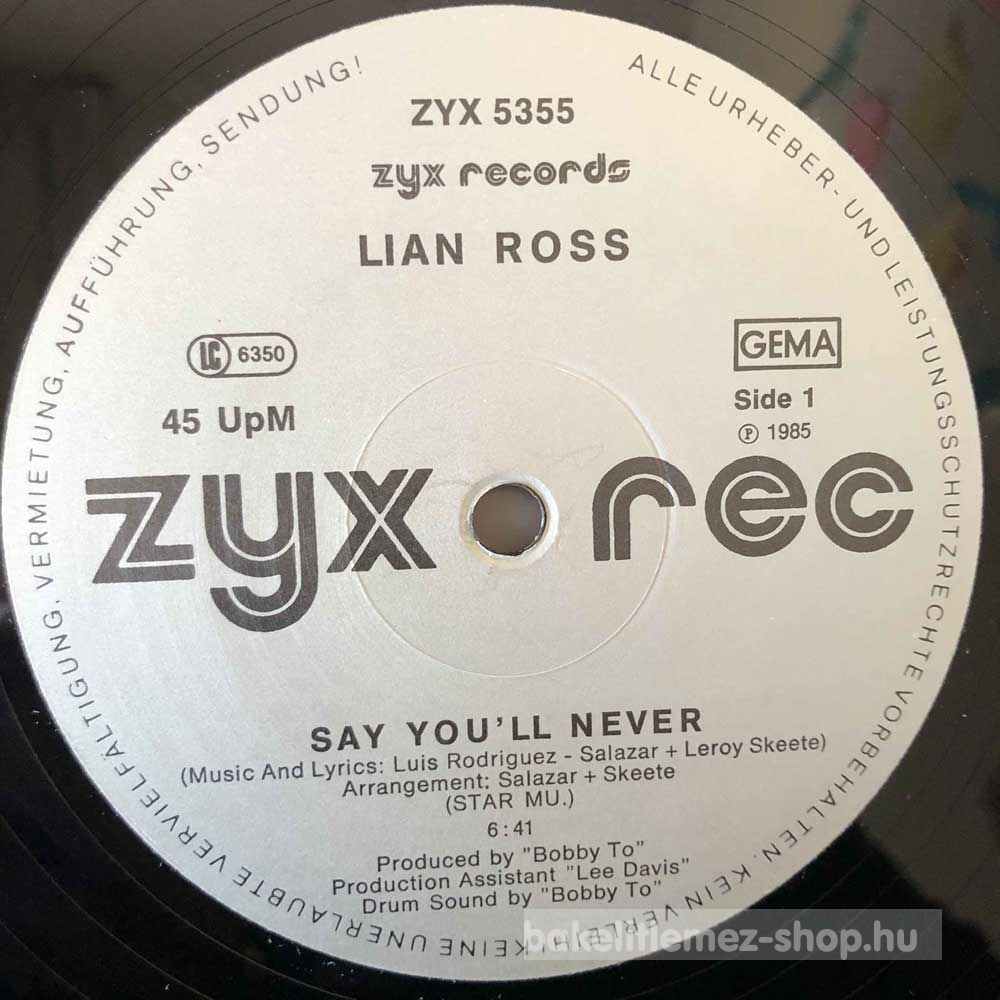 ALLE URHEBER- UND LEISTUNGSSCHUTZRECHTE VORBEHALTEN. KEIN VERLEIH! KEINE UNERLAUBTE VERVIELFÄLTIGUNG, VERMIETUNG, AUFFÜHRUNG, SENDUNG!
ZYX 5355
zyx records
LIAN ROSS
LC 6350
GEMA
45 UpM
Side 1
Ⓟ 1985
zyx rec
SAY YOU'LL NEVER
(Music And Lyrics: Luis Rodriguez - Salazar + Leroy Skeete)
Arrangement: Salazar + Skeete
(STAR MU.)
6:41
Produced by "Bobby To"
Production Assistant "Lee Davis"
Drum Sound by "Bobby To"
bakelitlemez-shop.hu